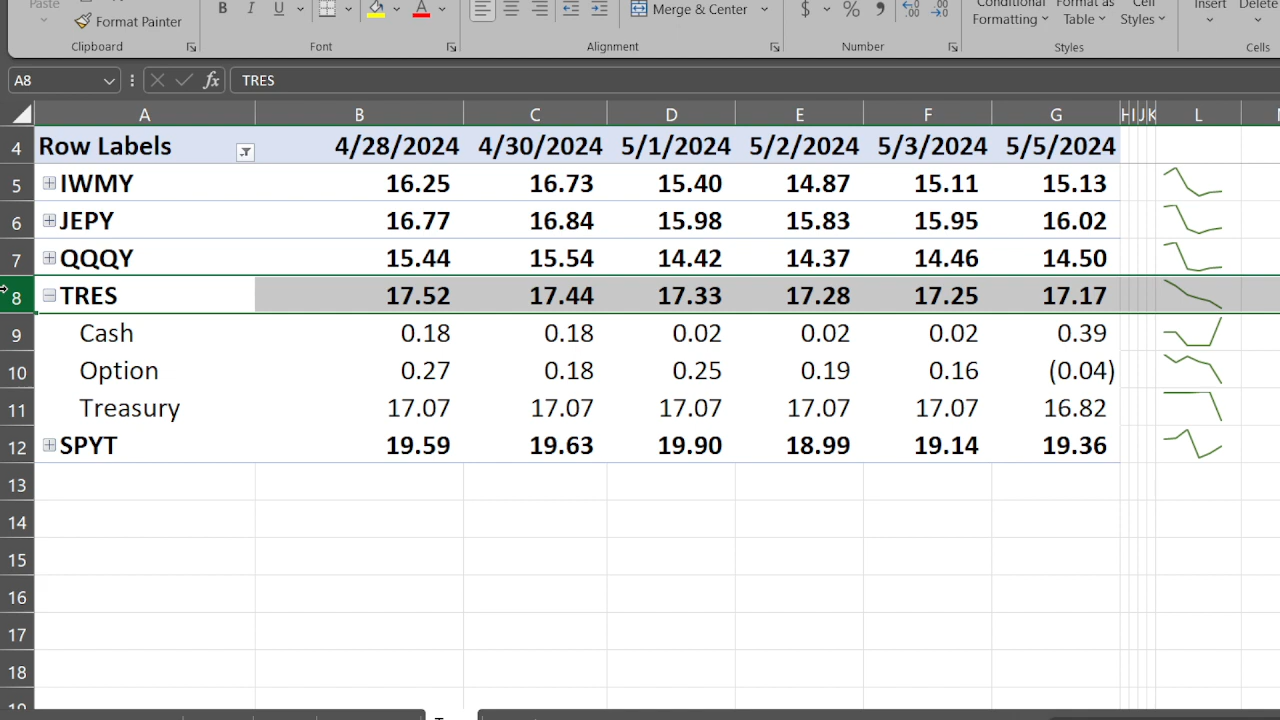 Paste
Format Painter
B I U A
Merge & Center
$ % 9
Conditional Format as Cell
Formatting Table Styles
Insert Delete
Clipboard Font Alignment Number Styles Cells
A8 fx TRES
A B C D E F G H I J K L
4 Row Labels 4/28/2024 4/30/2024 5/1/2024 5/2/2024 5/3/2024 5/5/2024
5 IWMY 16.25 16.73 15.40 14.87 15.11 15.13
6 JEPY 16.77 16.84 15.98 15.83 15.95 16.02
7 QQQY 15.44 15.54 14.42 14.37 14.46 14.50
8 TRES 17.52 17.44 17.33 17.28 17.25 17.17
9 Cash 0.18 0.18 0.02 0.02 0.02 0.39
10 Option 0.27 0.18 0.25 0.19 0.16 (0.04)
11 Treasury 17.07 17.07 17.07 17.07 17.07 16.82
12 SPYT 19.59 19.63 19.90 18.99 19.14 19.36
13
14
15
16
17
18